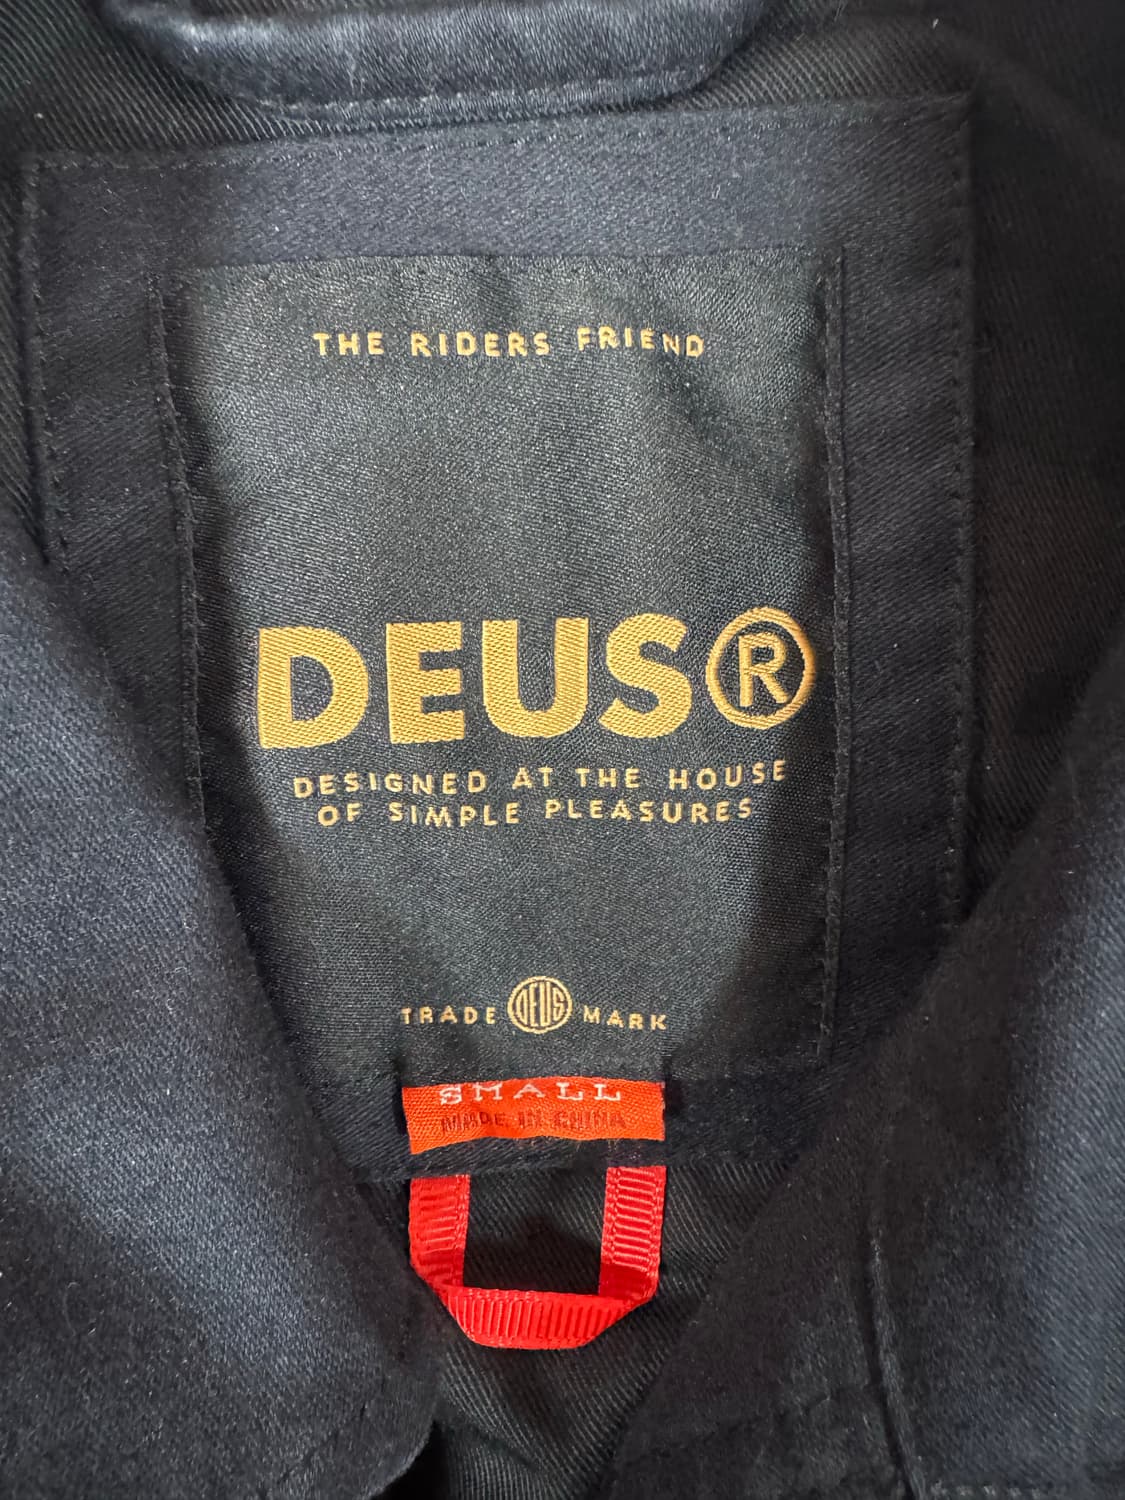 THE RIDERS FRIEND
DEUS®
DESIGNED AT THE HOUSE
OF SIMPLE PLEASURES
TRADE DEUS MARK
SMALL
MADE IN CHINA